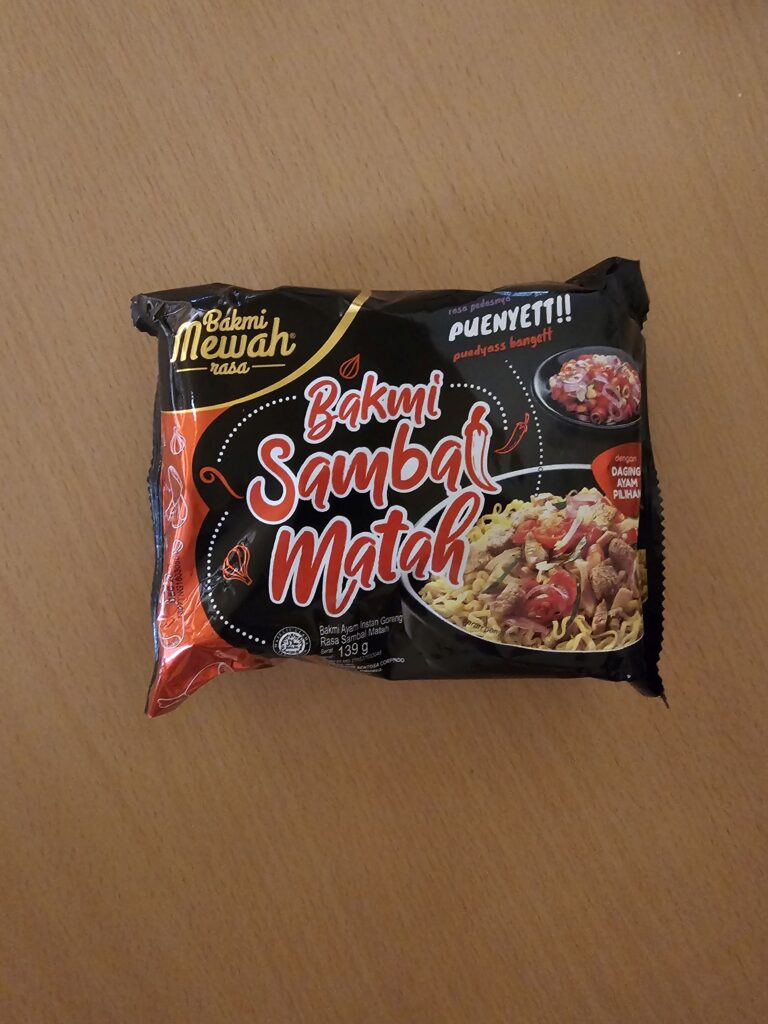 Bakmi
Mewah®
rasa
rasa pedesnya
PUENYETT!!
puedyass bangett
Bakmi
Sambal
Matah
dengan
DAGING
AYAM
PILIHAN
Bakmi Ayam Instan Goreng
Rasa Sambal Matah
139 g